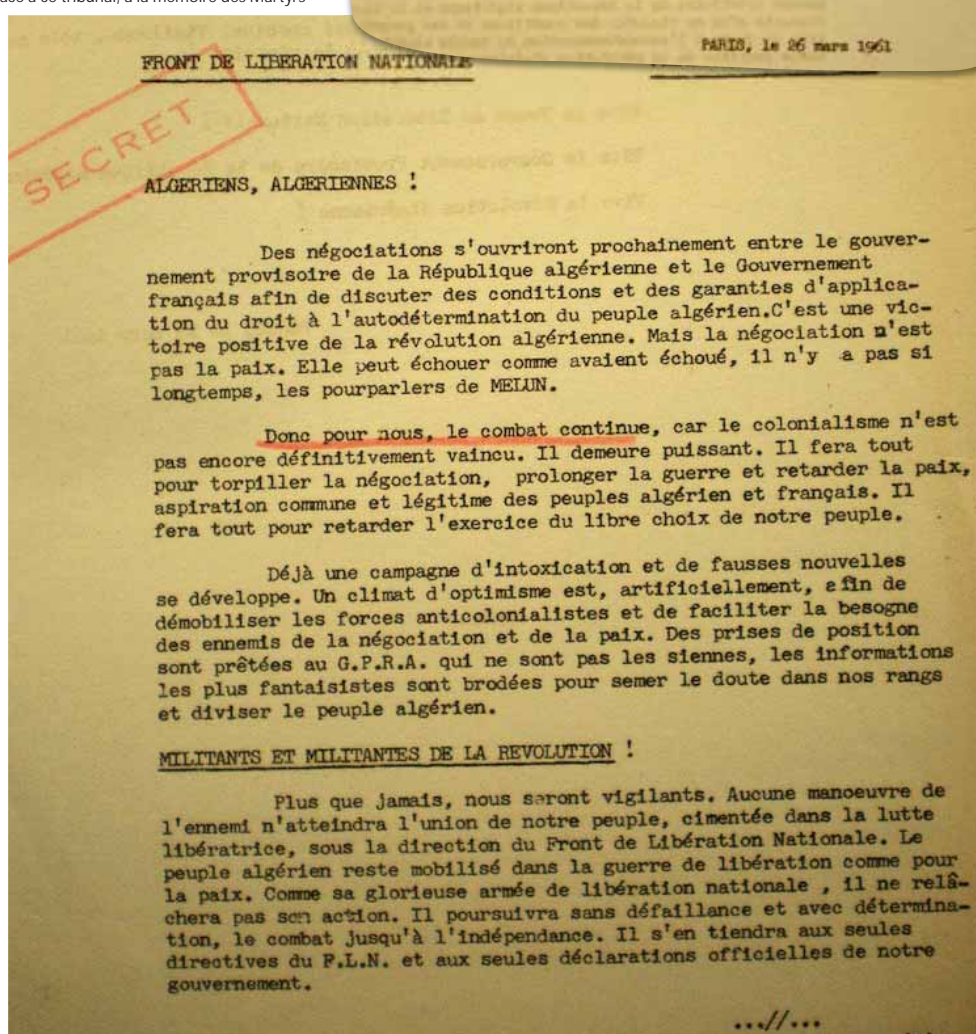 à ce tribunal, à la mémoire des Martyrs
PARIS, le 26 mars 1961
FRONT DE LIBERATION NATIONALE
SECRET
ALGERIENS, ALGERIENNES !
Des négociations s'ouvriront prochainement entre le gouver-
nement provisoire de la République algérienne et le Gouvernement
français afin de discuter des conditions et des garanties d'applica-
tion du droit à l'autodétermination du peuple algérien.C'est une vic-
toire positive de la révolution algérienne. Mais la négociation n'est
pas la paix. Elle peut échouer comme avaient échoué, il n'y a pas si
longtemps, les pourparlers de MELUN.
Donc pour nous, le combat continue, car le colonialisme n'est
pas encore définitivement vaincu. Il demeure puissant. Il fera tout
pour torpiller la négociation, prolonger la guerre et retarder la paix,
aspiration commune et légitime des peuples algérien et français. Il
fera tout pour retarder l'exercice du libre choix de notre peuple.
Déjà une campagne d'intoxication et de fausses nouvelles
se développe. Un climat d'optimisme est, artificiellement, afin de
démobiliser les forces anticolonialistes et de faciliter la besogne
des ennemis de la négociation et de la paix. Des prises de position
sont prêtées au G.P.R.A. qui ne sont pas les siennes, les informations
les plus fantaisistes sont brodées pour semer le doute dans nos rangs
et diviser le peuple algérien.
MILITANTS ET MILITANTES DE LA REVOLUTION !
Plus que jamais, nous seront vigilants. Aucune manoeuvre de
l'ennemi n'atteindra l'union de notre peuple, cimentée dans la lutte
libératrice, sous la direction du Front de Libération Nationale. Le
peuple algérien reste mobilisé dans la guerre de libération comme pour
la paix. Comme sa glorieuse armée de libération nationale , il ne relâ-
chera pas son action. Il poursuivra sans défaillance et avec détermina-
tion, le combat jusqu'à l'indépendance. Il s'en tiendra aux seules
directives du F.L.N. et aux seules déclarations officielles de notre
gouvernement.
...//...